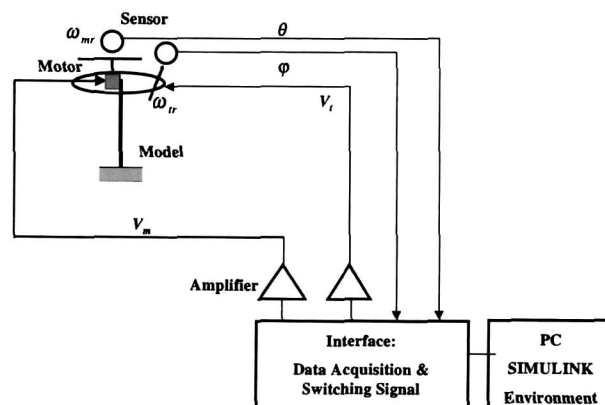 Sensor
ω_mr
θ
Motor
φ
ω_tr
V_t
Model
V_m
Amplifier
Interface:
Data Acquisition &
Switching Signal
PC
SIMULINK
Environment